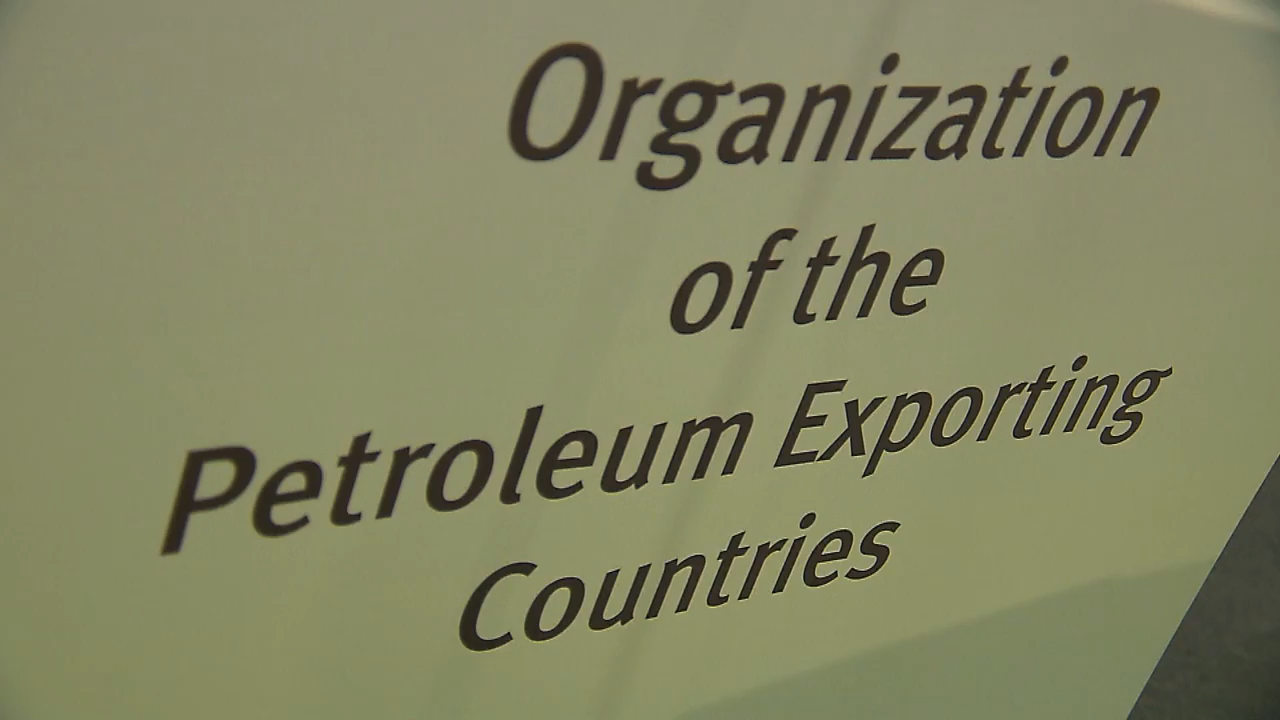 Organization
of the
Petroleum Exporting
Countries